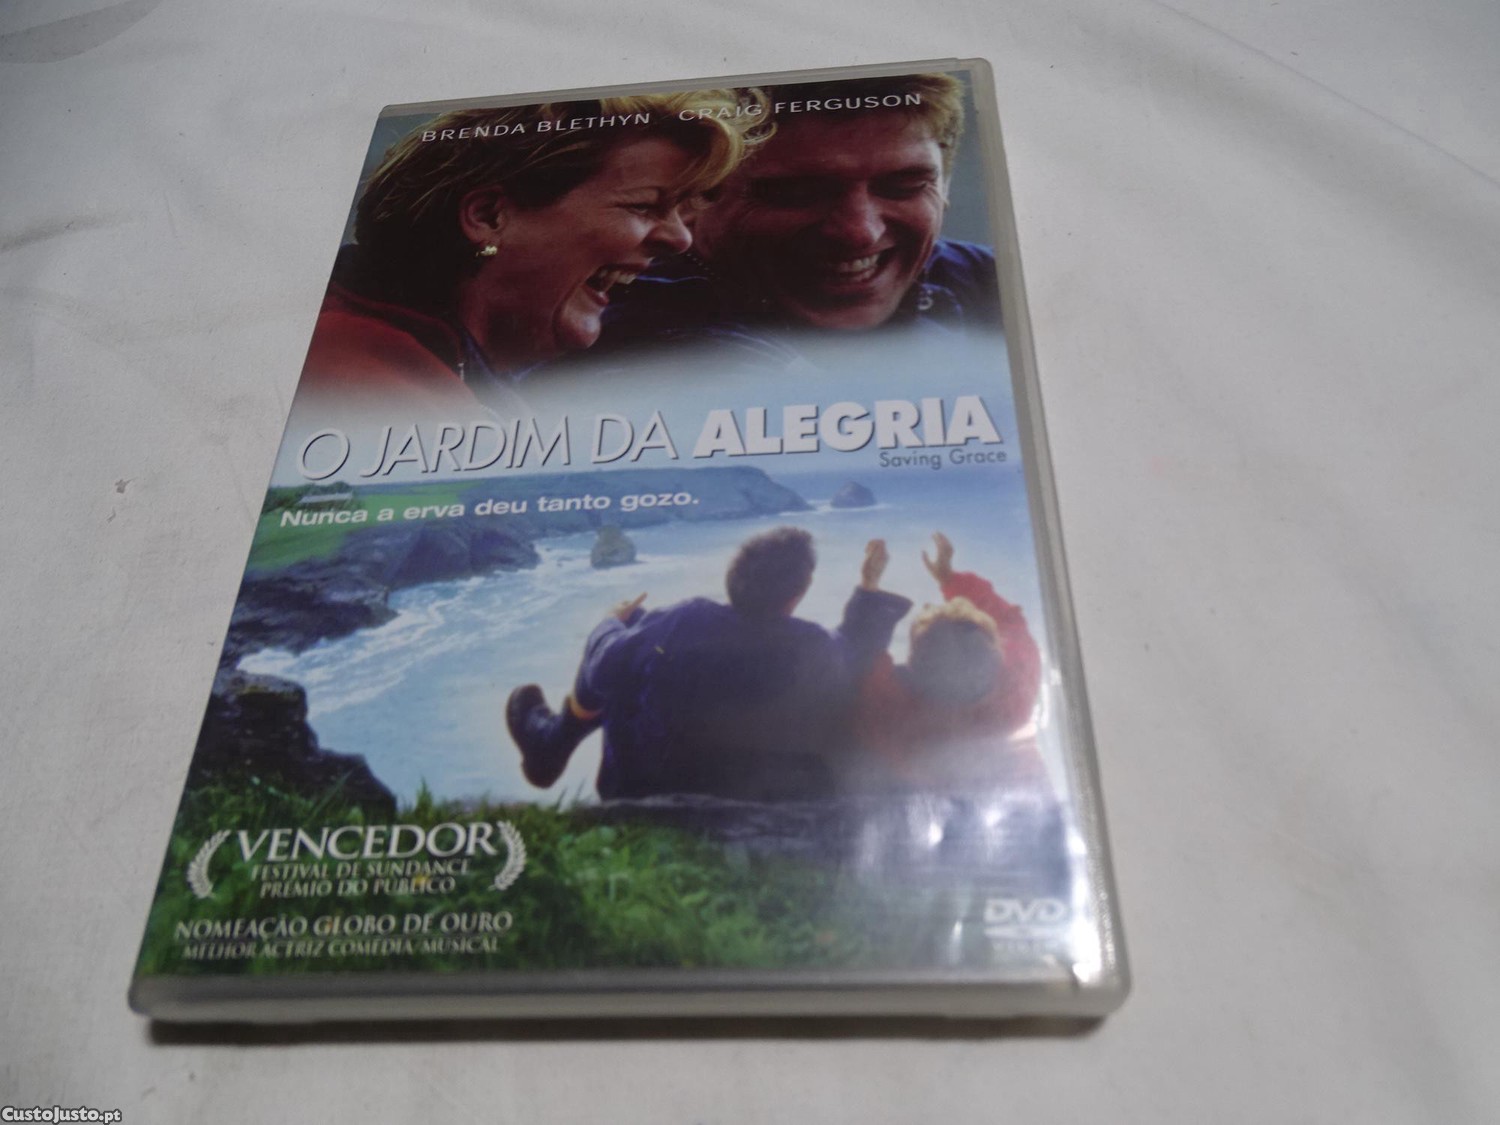 BRENDA BLETHYN CRAIG FERGUSON
O JARDIM DA ALEGRIA
Saving Grace
Nunca a erva deu tanto gozo.
VENCEDOR
FESTIVAL DE SUNDANCE
PRÉMIO DO PÚBLICO
NOMEAÇÃO GLOBO DE OURO
MELHOR ACTRIZ COMÉDIA/MUSICAL
DVD
CustoJusto.pt